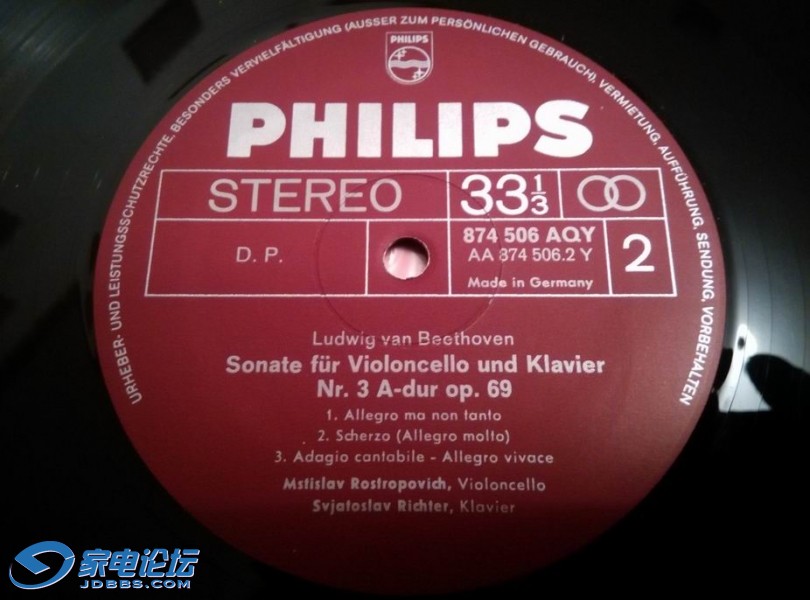 URHEBER- UND LEISTUNGSSCHUTZRECHTE, BESONDERS VERVIELFÄLTIGUNG (AUSSER ZUM PERSÖNLICHEN GEBRAUCH), VERMIETUNG, AUFFÜHRUNG, SENDUNG, VORBEHALTEN
PHILIPS
PHILIPS
STEREO 33 1/3
D. P. 874 506 AQY 2
AA 874 506.2 Y
Made in Germany
Ludwig van Beethoven
Sonate für Violoncello und Klavier
Nr. 3 A-dur op. 69
1. Allegro ma non tanto
2. Scherzo (Allegro molto)
3. Adagio cantabile - Allegro vivace
Mstislav Rostropovich, Violoncello
Svjatoslav Richter, Klavier
家电论坛
JDBBS.COM